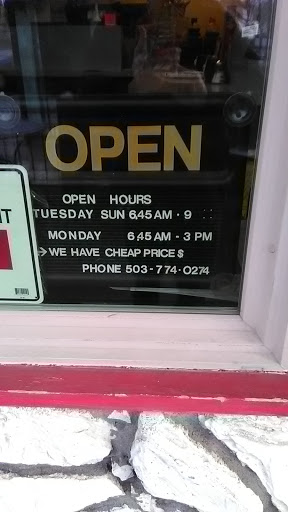 OPEN
OPEN HOURS
TUESDAY SUN 6.45 AM - 9
MONDAY 6.45 AM - 3 PM
→WE HAVE CHEAP PRICE$
PHONE 503-774-0274